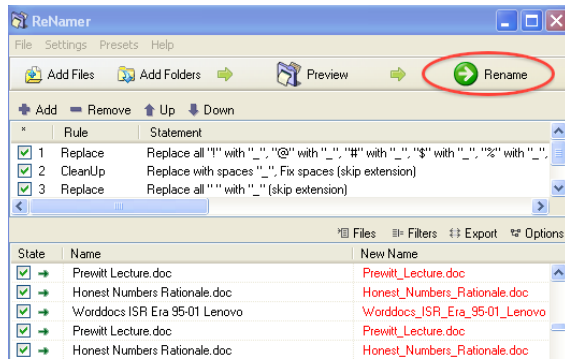 ReNamer
File Settings Presets Help
Add Files Add Folders Preview Rename
Add Remove Up Down
* Rule Statement
1 Replace Replace all "!" with "_", "@" with "_", "#" with "_", "$" with "_", "%" with "_",
2 CleanUp Replace with spaces "_", Fix spaces (skip extension)
3 Replace Replace all " " with "_" (skip extension)
Files Filters Export Options
State Name New Name
Prewitt Lecture.doc Prewitt_Lecture.doc
Honest Numbers Rationale.doc Honest_Numbers_Rationale.doc
Worddocs ISR Era 95-01 Lenovo Worddocs_ISR_Era_95-01_Lenovo
Prewitt Lecture.doc Prewitt_Lecture.doc
Honest Numbers Rationale.doc Honest_Numbers_Rationale.doc